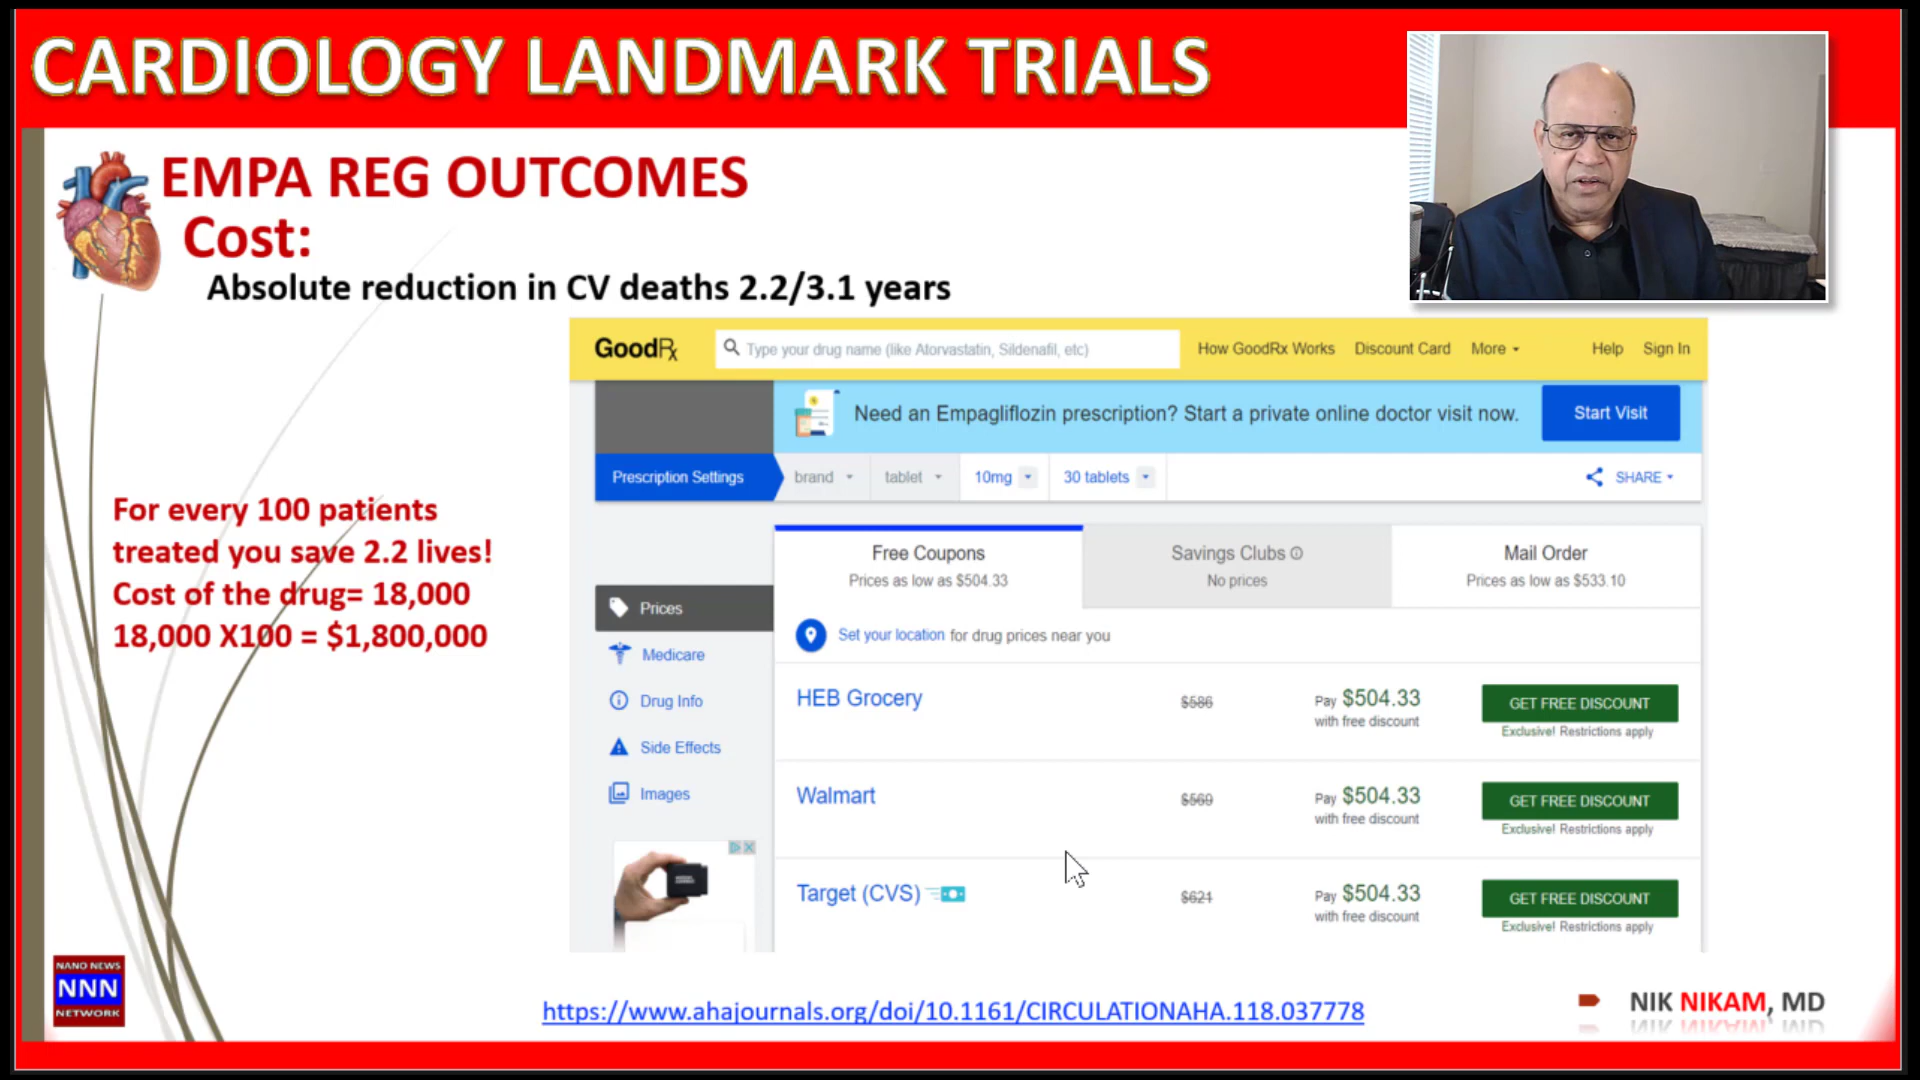 CARDIOLOGY LANDMARK TRIALS
EMPA REG OUTCOMES
Cost:
Absolute reduction in CV deaths 2.2/3.1 years
For every 100 patients
treated you save 2.2 lives!
Cost of the drug= 18,000
18,000 X100 = $1,800,000
GoodRx
Type your drug name (like Atorvastatin, Sildenafil, etc)
How GoodRx Works
Discount Card
More
Help
Sign In
Need an Empagliflozin prescription? Start a private online doctor visit now.
Start Visit
Prescription Settings
brand
tablet
10mg
30 tablets
SHARE
Prices
Medicare
Drug Info
Side Effects
Images
Free Coupons
Prices as low as $504.33
Savings Clubs
No prices
Mail Order
Prices as low as $533.10
Set your location for drug prices near you
HEB Grocery
$586
Pay $504.33
with free discount
GET FREE DISCOUNT
Exclusive! Restrictions apply
Walmart
$569
Pay $504.33
with free discount
GET FREE DISCOUNT
Exclusive! Restrictions apply
Target (CVS)
$621
Pay $504.33
with free discount
GET FREE DISCOUNT
Exclusive! Restrictions apply
NANO NEWS
NNN
NETWORK
https://www.ahajournals.org/doi/10.1161/CIRCULATIONAHA.118.037778
NIK NIKAM, MD